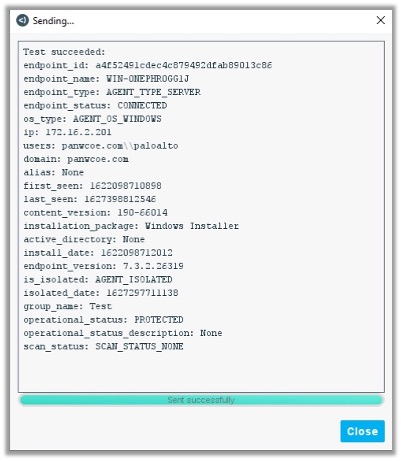 Sending...
Test succeeded:
endpoint_id: a4f52491cdec4c879492dfab89013c86
endpoint_name: WIN-0NEPHR0GG1J
endpoint_type: AGENT_TYPE_SERVER
endpoint_status: CONNECTED
os_type: AGENT_OS_WINDOWS
ip: 172.16.2.201
users: panwcoe.com\\paloalto
domain: panwcoe.com
alias: None
first_seen: 1622098710898
last_seen: 1627398812546
content_version: 190-66014
installation_package: Windows Installer
active_directory: None
install_date: 1622098712012
endpoint_version: 7.3.2.26319
is_isolated: AGENT_ISOLATED
isolated_date: 1627297711138
group_name: Test
operational_status: PROTECTED
operational_status_description: None
scan_status: SCAN_STATUS_NONE
Sent successfully
Close